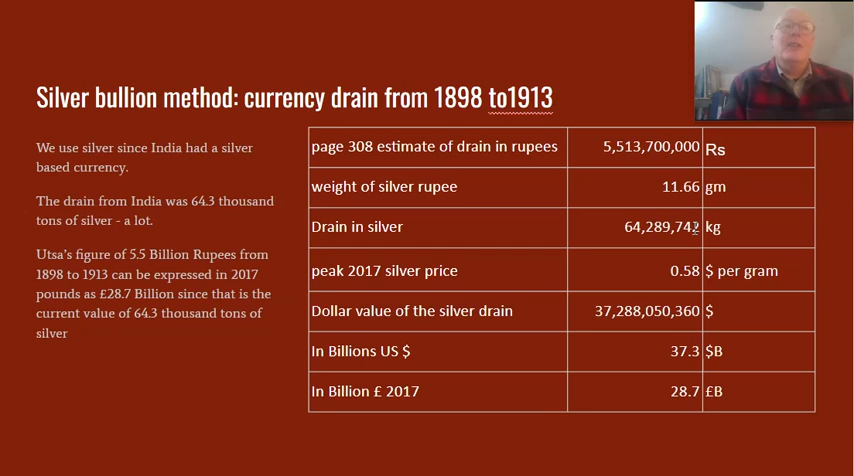 Silver bullion method: currency drain from 1898 to1913
We use silver since India had a silver
based currency.
The drain from India was 64.3 thousand
tons of silver - a lot.
Utsa's figure of 5.5 Billion Rupees from
1898 to 1913 can be expressed in 2017
pounds as £28.7 Billion since that is the
current value of 64.3 thousand tons of
silver
page 308 estimate of drain in rupees 5,513,700,000 Rs
weight of silver rupee 11.66 gm
Drain in silver 64,289,742 kg
peak 2017 silver price 0.58 $ per gram
Dollar value of the silver drain 37,288,050,360 $
In Billions US $ 37.3 $B
In Billion £ 2017 28.7 £B